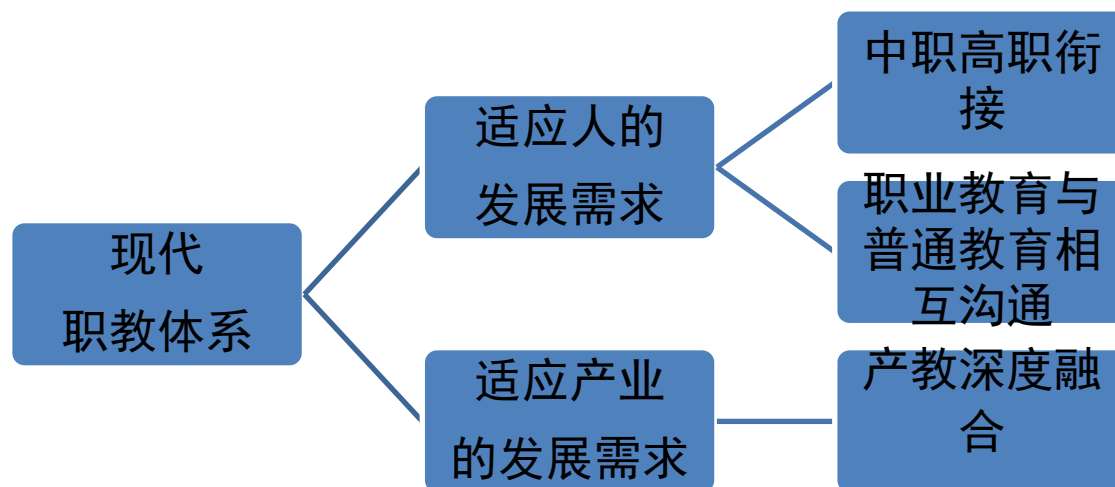 现代
职教体系
适应人的
发展需求
中职高职衔
接
职业教育与
普通教育相
互沟通
适应产业
的发展需求
产教深度融
合